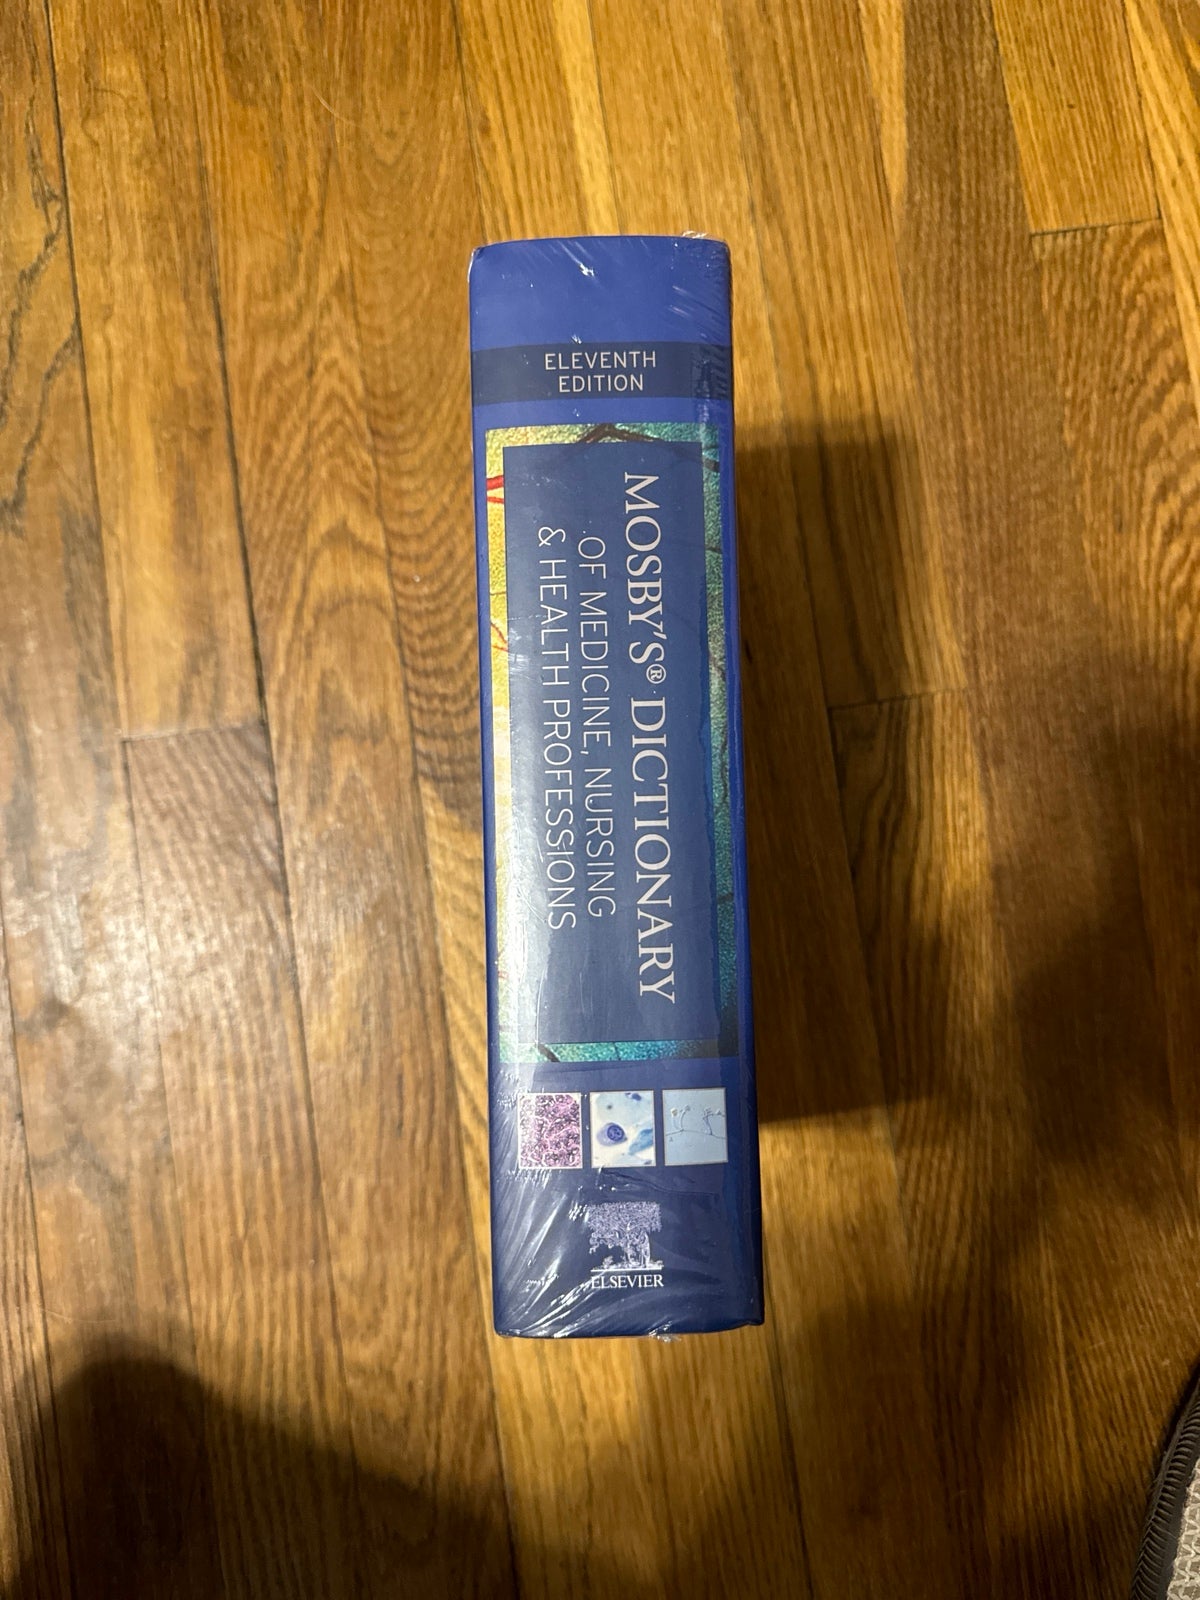 ELEVENTH
EDITION
MOSBY'S® DICTIONARY
OF MEDICINE, NURSING
& HEALTH PROFESSIONS
ELSEVIER